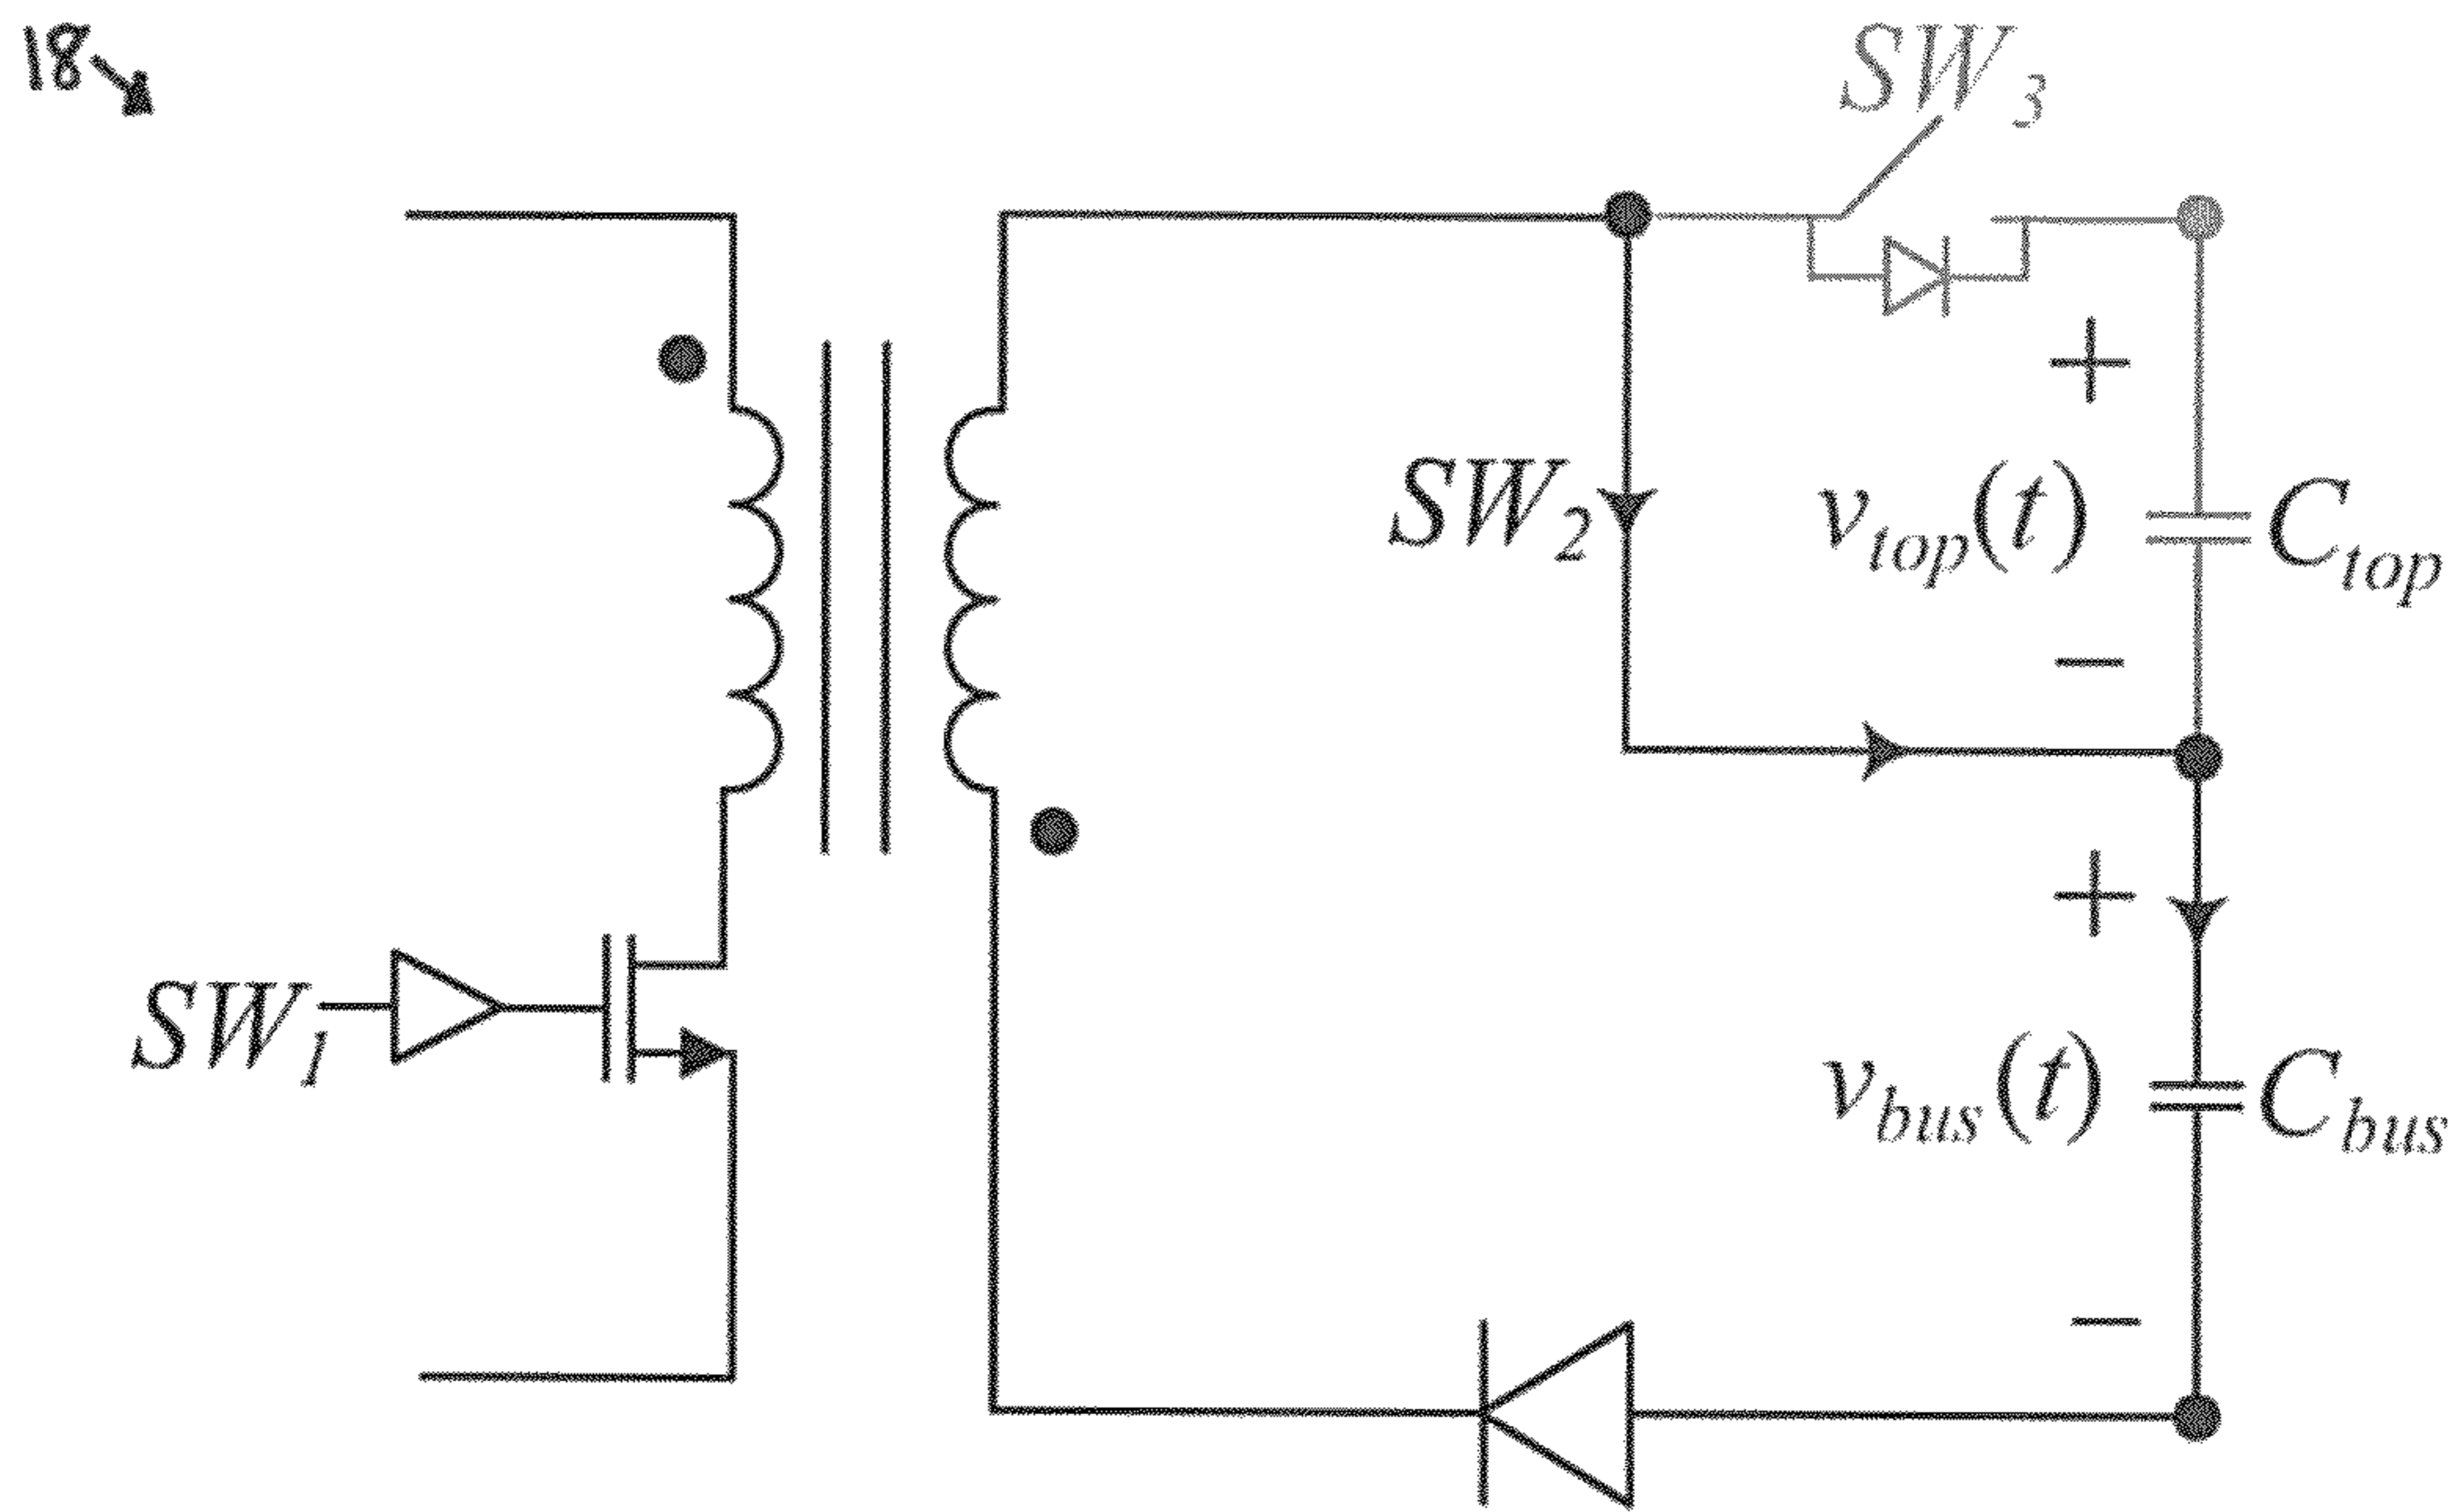 18
SW3
+
SW2
vtop(t)
Ctop
−
+
SW1
vbus(t)
Cbus
−